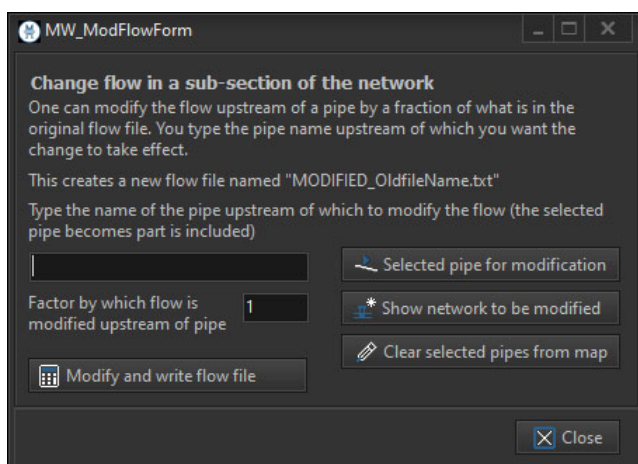 MW_ModFlowForm
Change flow in a sub-section of the network
One can modify the flow upstream of a pipe by a fraction of what is in the
original flow file. You type the pipe name upstream of which you want the
change to take effect.
This creates a new flow file named "MODIFIED_OldfileName.txt"
Type the name of the pipe upstream of which to modify the flow (the selected
pipe becomes part is included)
Selected pipe for modification
Factor by which flow is
modified upstream of pipe
1
Show network to be modified
Clear selected pipes from map
Modify and write flow file
Close